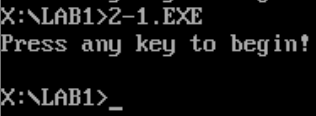 X:\LAB1>2-1.EXE
Press any key to begin!
X:\LAB1>_